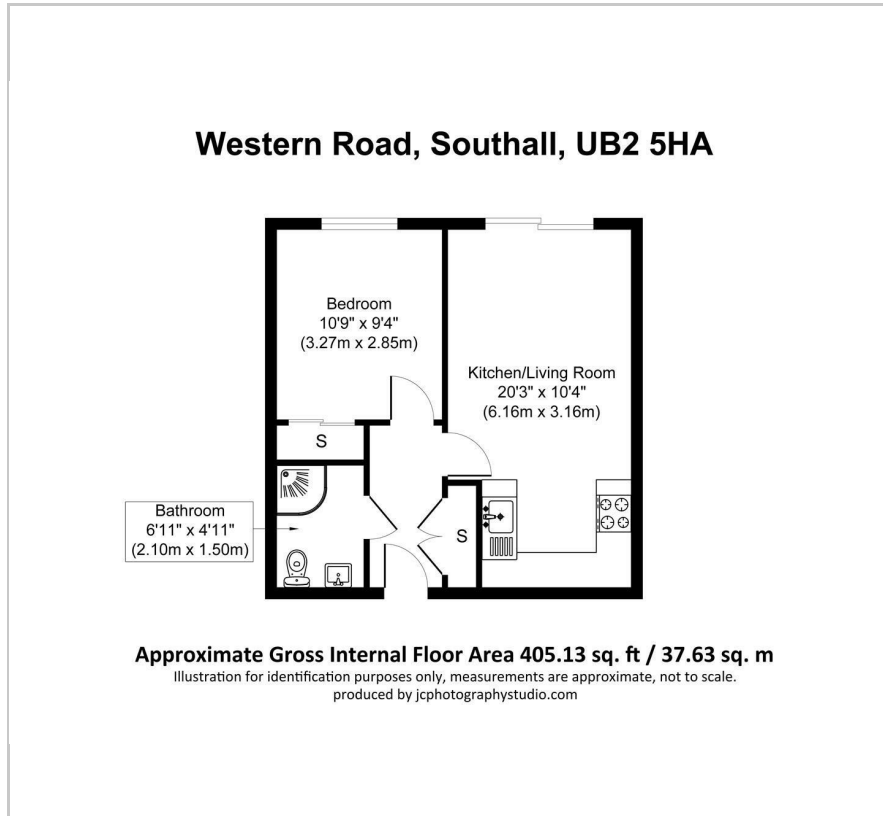 Western Road, Southall, UB2 5HA
Bedroom
10'9" x 9'4"
(3.27m x 2.85m)
Kitchen/Living Room
20'3" x 10'4"
(6.16m x 3.16m)
S
Bathroom
6'11" x 4'11"
(2.10m x 1.50m)
S
Approximate Gross Internal Floor Area 405.13 sq. ft / 37.63 sq. m
Illustration for identification purposes only, measurements are approximate, not to scale.
produced by jcphotographystudio.com